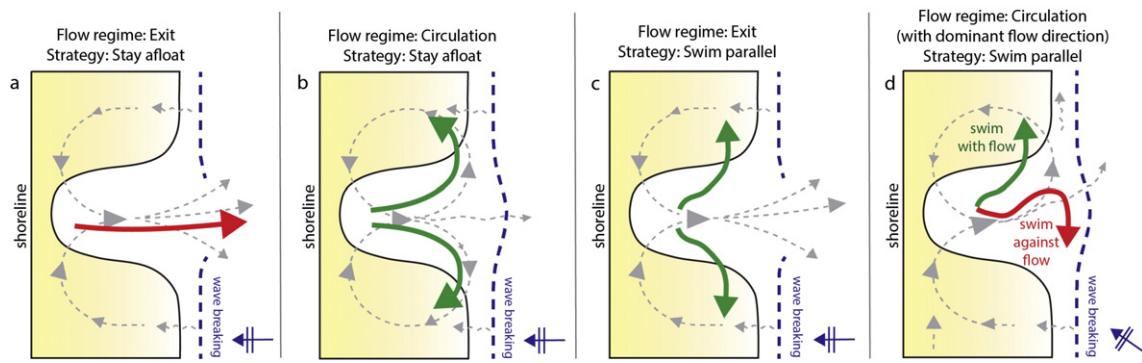 Flow regime: Exit
Strategy: Stay afloat
a
shoreline
wave breaking
Flow regime: Circulation
Strategy: Stay afloat
b
shoreline
wave breaking
Flow regime: Exit
Strategy: Swim parallel
c
shoreline
wave breaking
Flow regime: Circulation
(with dominant flow direction)
Strategy: Swim parallel
d
swim
with flow
shoreline
swim
against
flow
wave breaking